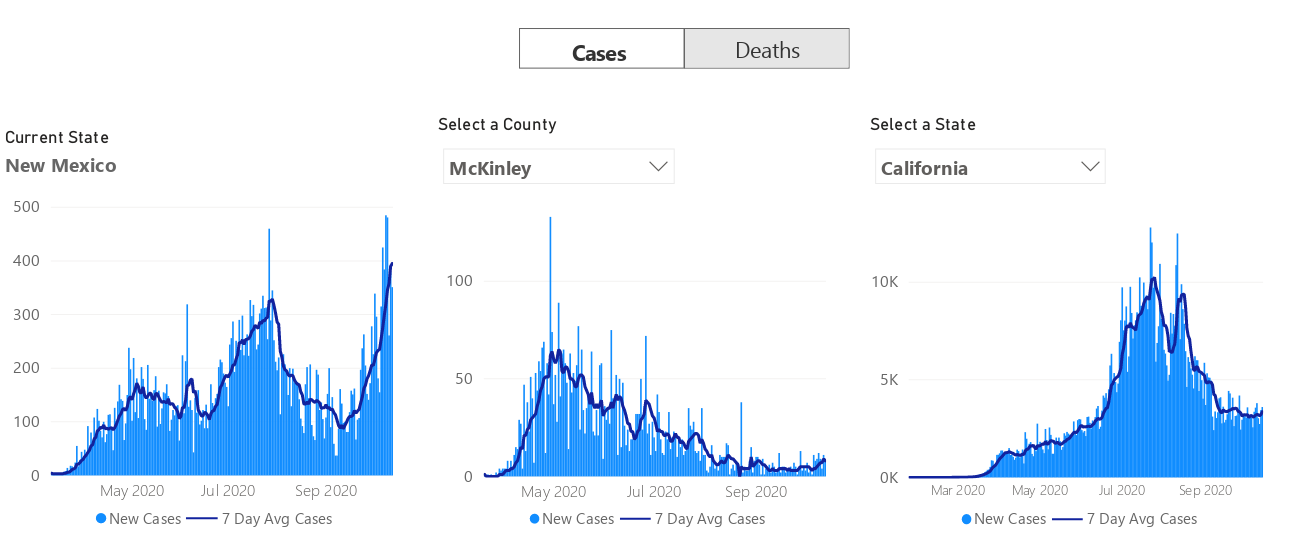 Cases
Deaths
Current State
New Mexico
500
400
300
200
100
0
May 2020
Jul 2020
Sep 2020
New Cases
7 Day Avg Cases
Select a County
McKinley
100
50
0
May 2020
Jul 2020
Sep 2020
New Cases
7 Day Avg Cases
Select a State
California
10K
5K
0K
Mar 2020
May 2020
Jul 2020
Sep 2020
New Cases
7 Day Avg Cases